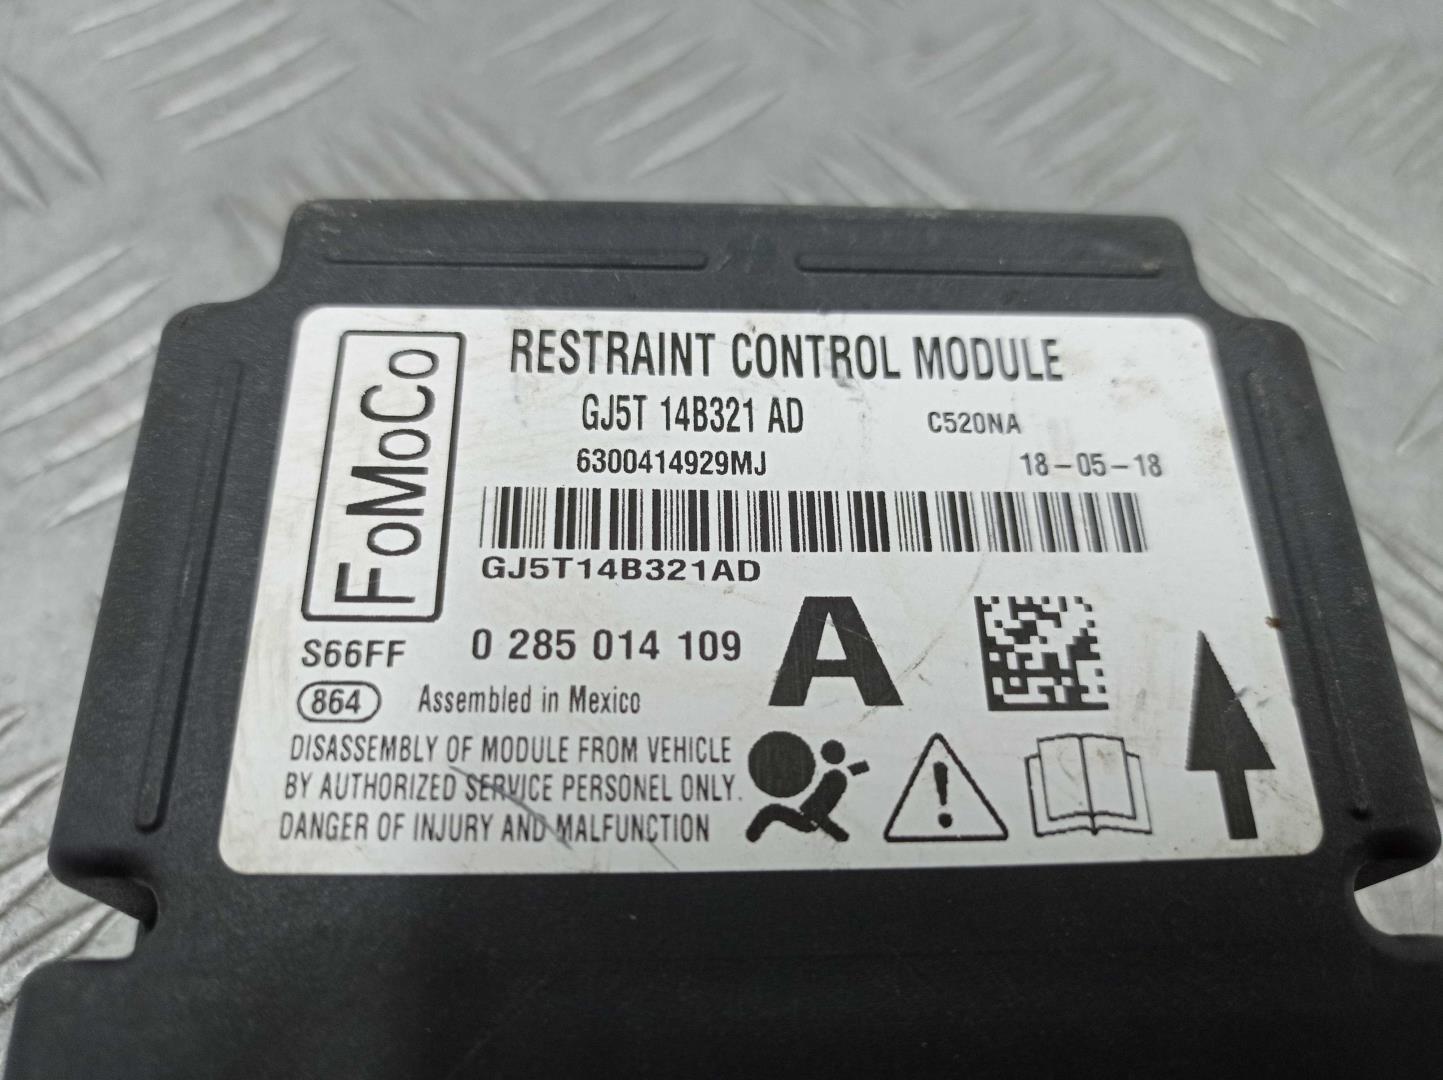 FoMoCo
RESTRAINT CONTROL MODULE
GJ5T 14B321 AD C520NA
6300414929MJ 18-05-18
GJ5T14B321AD
S66FF 0 285 014 109 A
864 Assembled in Mexico
DISASSEMBLY OF MODULE FROM VEHICLE
BY AUTHORIZED SERVICE PERSONEL ONLY.
DANGER OF INJURY AND MALFUNCTION